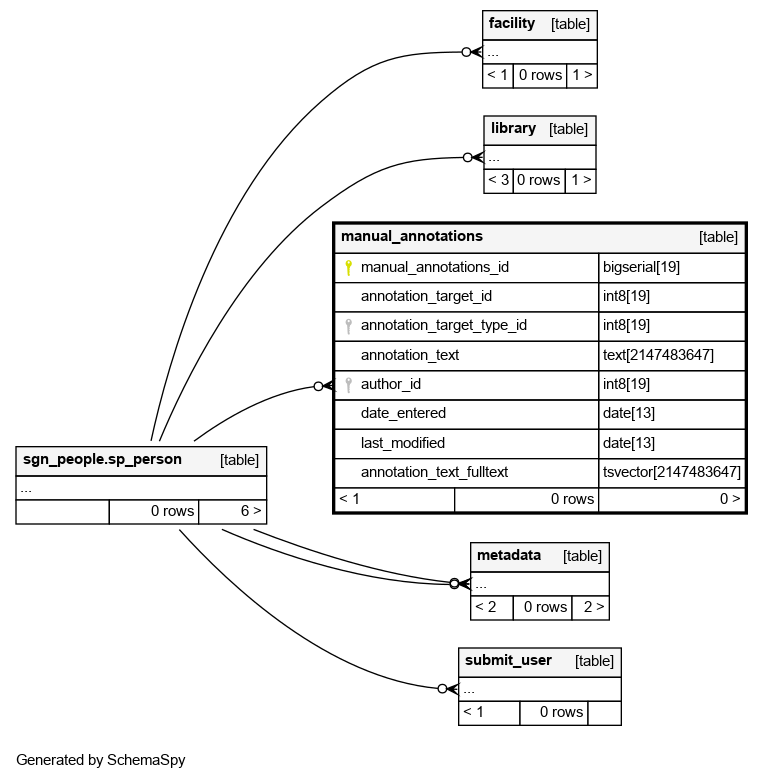 facility [table]
...
< 1 0 rows 1 >
library [table]
...
< 3 0 rows 1 >
manual_annotations [table]
manual_annotations_id bigserial[19]
annotation_target_id int8[19]
annotation_target_type_id int8[19]
annotation_text text[2147483647]
author_id int8[19]
date_entered date[13]
last_modified date[13]
annotation_text_fulltext tsvector[2147483647]
< 1 0 rows 0 >
sgn_people.sp_person [table]
...
0 rows 6 >
metadata [table]
...
< 2 0 rows 2 >
submit_user [table]
...
< 1 0 rows
Generated by SchemaSpy